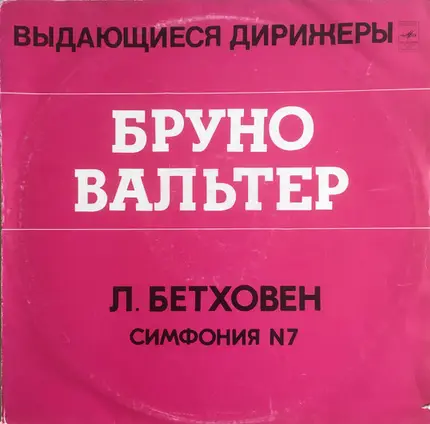 ВЫДАЮЩИЕСЯ ДИРИЖЕРЫ
БРУНО
ВАЛЬТЕР
Л. БЕТХОВЕН
СИМФОНИЯ N7